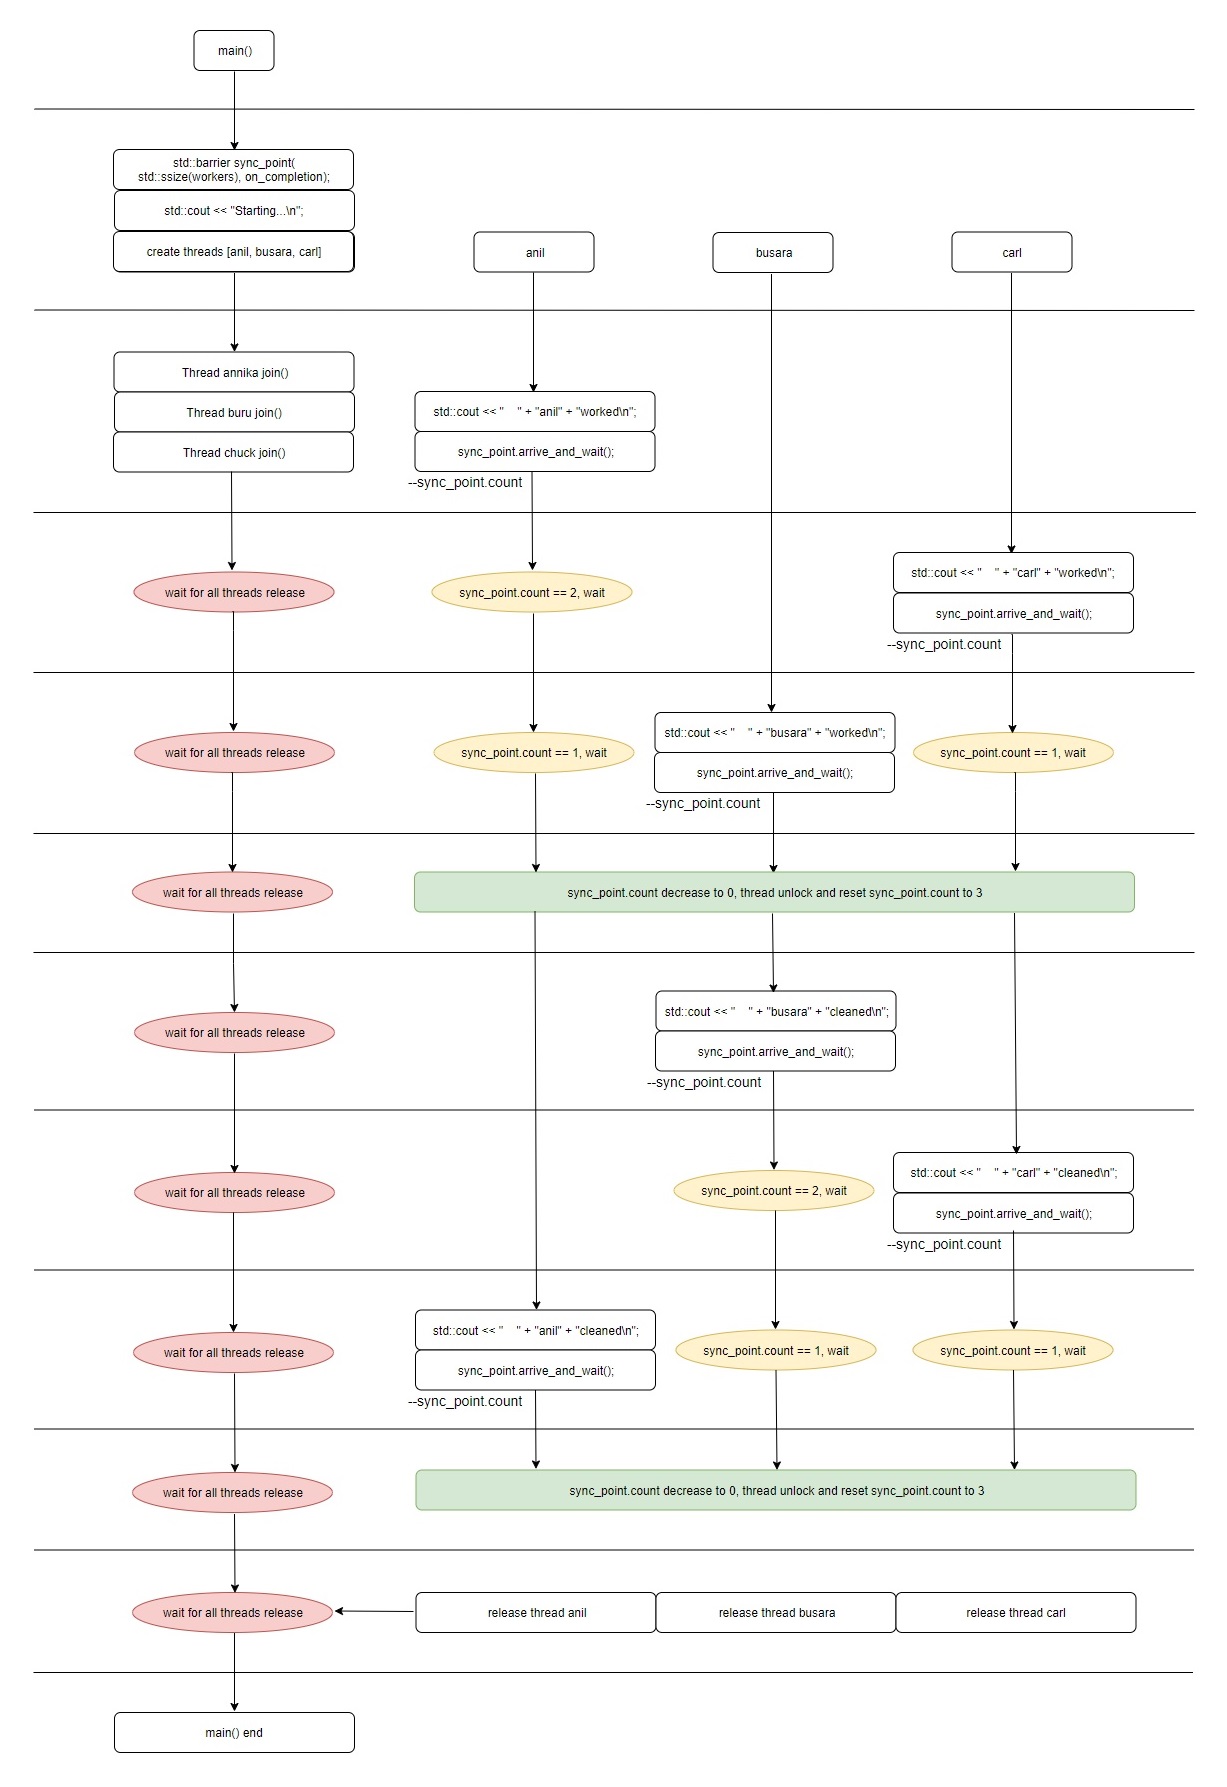 main()
std::barrier sync_point(
std::ssize(workers), on_completion);
std::cout << "Starting...\n";
create threads [anil, busara, carl]
anil
busara
carl
Thread annika join()
Thread buru join()
Thread chuck join()
std::cout << "    " + "anil" + "worked\n";
sync_point.arrive_and_wait();
--sync_point.count
wait for all threads release
sync_point.count == 2, wait
std::cout << "    " + "carl" + "worked\n";
sync_point.arrive_and_wait();
--sync_point.count
wait for all threads release
sync_point.count == 1, wait
std::cout << "    " + "busara" + "worked\n";
sync_point.arrive_and_wait();
--sync_point.count
sync_point.count == 1, wait
wait for all threads release
sync_point.count decrease to 0, thread unlock and reset sync_point.count to 3
wait for all threads release
std::cout << "    " + "busara" + "cleaned\n";
sync_point.arrive_and_wait();
--sync_point.count
wait for all threads release
sync_point.count == 2, wait
std::cout << "    " + "carl" + "cleaned\n";
sync_point.arrive_and_wait();
--sync_point.count
wait for all threads release
std::cout << "    " + "anil" + "cleaned\n";
sync_point.arrive_and_wait();
--sync_point.count
sync_point.count == 1, wait
sync_point.count == 1, wait
wait for all threads release
sync_point.count decrease to 0, thread unlock and reset sync_point.count to 3
wait for all threads release
release thread anil
release thread busara
release thread carl
main() end